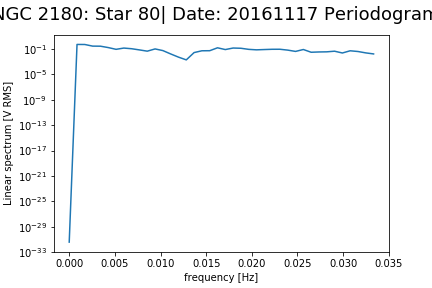 NGC 2180: Star 80| Date: 20161117 Periodogram
Linear spectrum [V RMS]
10^-1
10^-5
10^-9
10^-13
10^-17
10^-21
10^-25
10^-29
10^-33
0.000 0.005 0.010 0.015 0.020 0.025 0.030 0.035
frequency [Hz]